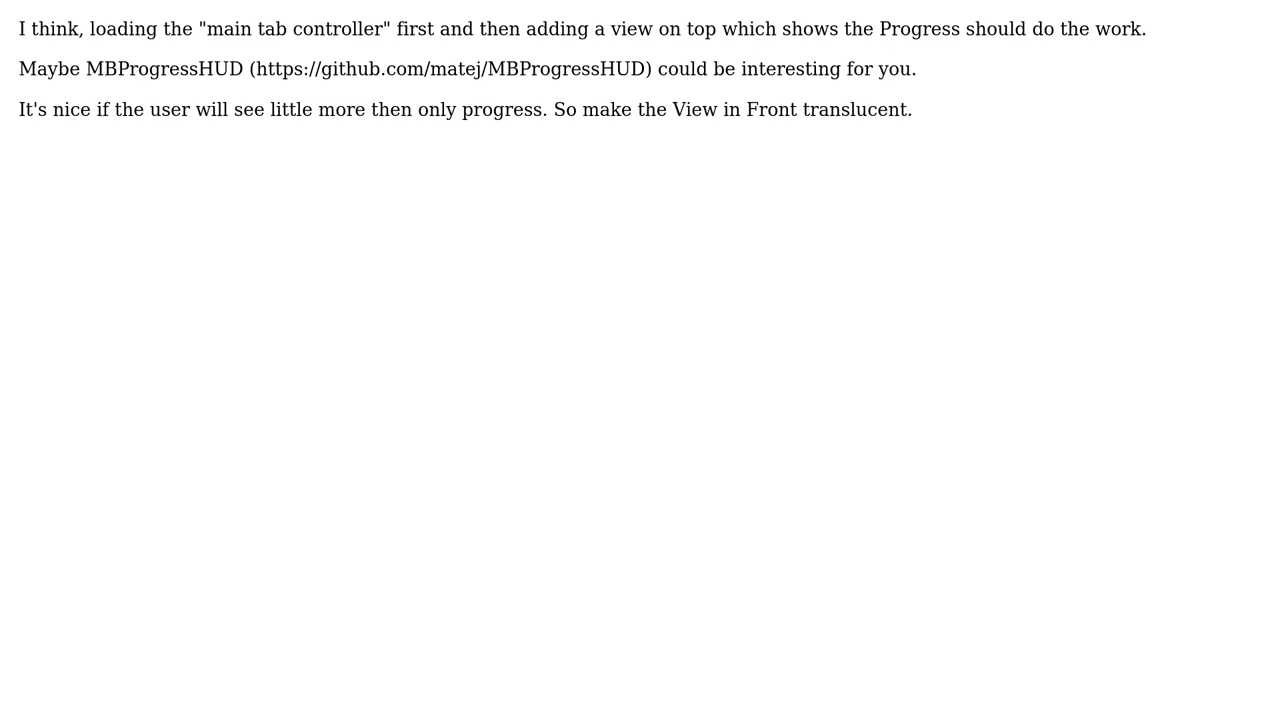 I think, loading the "main tab controller" first and then adding a view on top which shows the Progress should do the work.
Maybe MBProgressHUD (https://github.com/matej/MBProgressHUD) could be interesting for you.
It's nice if the user will see little more then only progress. So make the View in Front translucent.